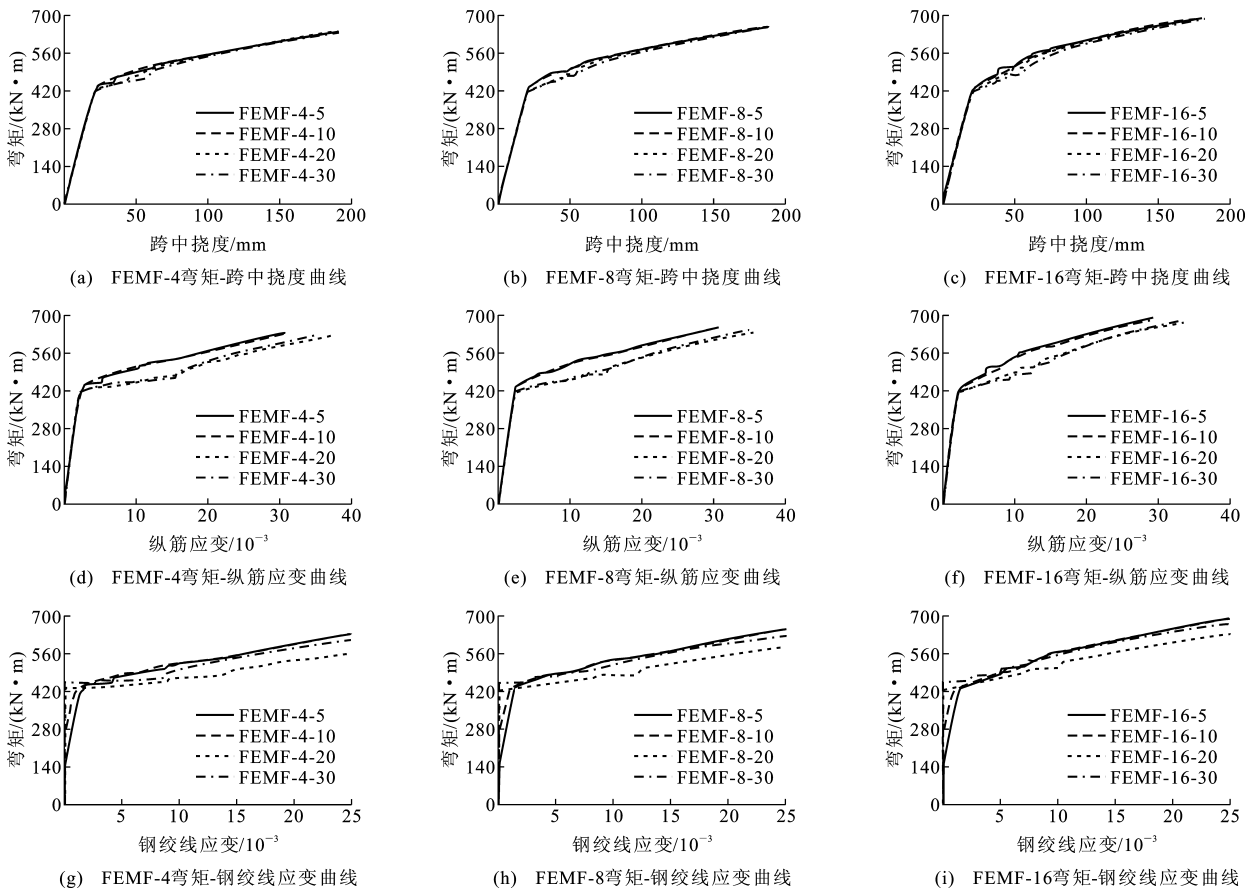 700
560
420
280
140
0
弯矩/(kN·m)
FEMF-4-5
FEMF-4-10
FEMF-4-20
FEMF-4-30
50 100 150 200
跨中挠度/mm
(a) FEMF-4弯矩-跨中挠度曲线
700
560
420
280
140
0
弯矩/(kN·m)
FEMF-8-5
FEMF-8-10
FEMF-8-20
FEMF-8-30
50 100 150 200
跨中挠度/mm
(b) FEMF-8弯矩-跨中挠度曲线
700
560
420
280
140
0
弯矩/(kN·m)
FEMF-16-5
FEMF-16-10
FEMF-16-20
FEMF-16-30
50 100 150 200
跨中挠度/mm
(c) FEMF-16弯矩-跨中挠度曲线
700
560
420
280
140
0
弯矩/(kN·m)
FEMF-4-5
FEMF-4-10
FEMF-4-20
FEMF-4-30
10 20 30 40
纵筋应变/10⁻³
(d) FEMF-4弯矩-纵筋应变曲线
700
560
420
280
140
0
弯矩/(kN·m)
FEMF-8-5
FEMF-8-10
FEMF-8-20
FEMF-8-30
10 20 30 40
纵筋应变/10⁻³
(e) FEMF-8弯矩-纵筋应变曲线
700
560
420
280
140
0
弯矩/(kN·m)
FEMF-16-5
FEMF-16-10
FEMF-16-20
FEMF-16-30
10 20 30 40
纵筋应变/10⁻³
(f) FEMF-16弯矩-纵筋应变曲线
700
560
420
280
140
0
弯矩/(kN·m)
FEMF-4-5
FEMF-4-10
FEMF-4-20
FEMF-4-30
5 10 15 20 25
钢绞线应变/10⁻³
(g) FEMF-4弯矩-钢绞线应变曲线
700
560
420
280
140
0
弯矩/(kN·m)
FEMF-8-5
FEMF-8-10
FEMF-8-20
FEMF-8-30
5 10 15 20 25
钢绞线应变/10⁻³
(h) FEMF-8弯矩-钢绞线应变曲线
700
560
420
280
140
0
弯矩/(kN·m)
FEMF-16-5
FEMF-16-10
FEMF-16-20
FEMF-16-30
5 10 15 20 25
钢绞线应变/10⁻³
(i) FEMF-16弯矩-钢绞线应变曲线